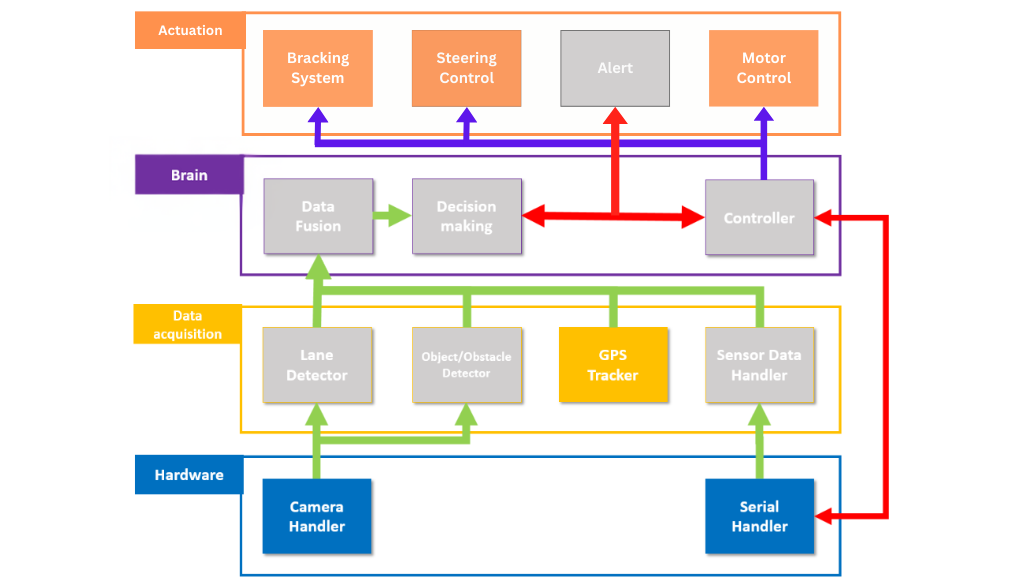 Actuation
Bracking
System
Steering
Control
Alert
Motor
Control
Brain
Data
Fusion
Decision
making
Controller
Data
acquisition
Lane
Detector
Object/Obstacle
Detector
GPS
Tracker
Sensor Data
Handler
Hardware
Camera
Handler
Serial
Handler